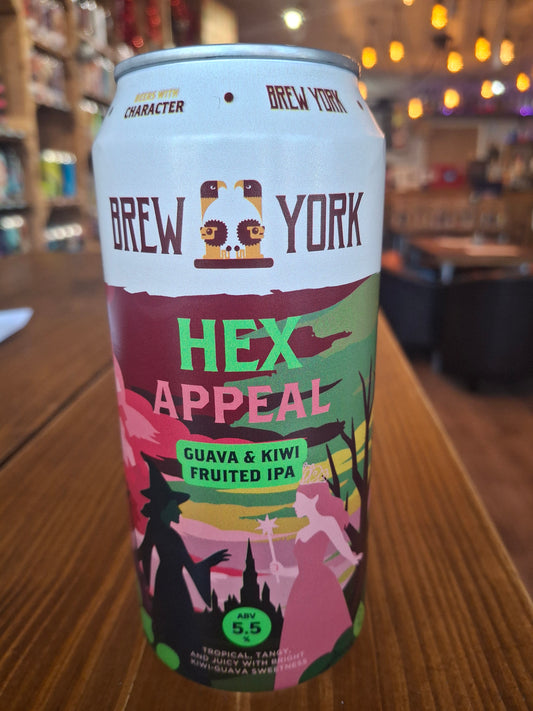 BEERS WITH
CHARACTER
BREW YORK
BREW YORK
HEX
APPEAL
GUAVA & KIWI
FRUITED IPA
ABV
5.5
%
TROPICAL, TANGY,
AND JUICY WITH BRIGHT
KIWI-GUAVA SWEETNESS